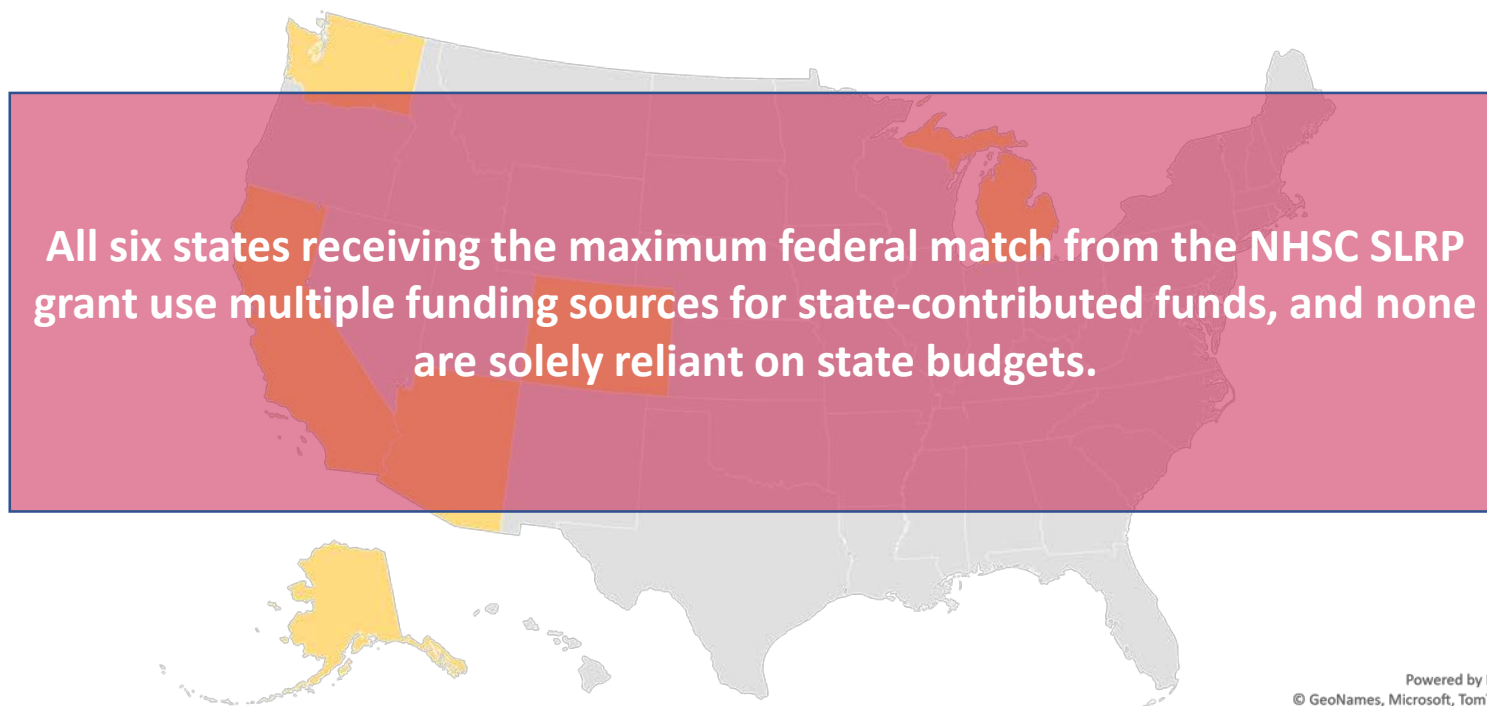 All six states receiving the maximum federal match from the NHSC SLRP
grant use multiple funding sources for state-contributed funds, and none
are solely reliant on state budgets.
Powered by
© GeoNames, Microsoft, Tom